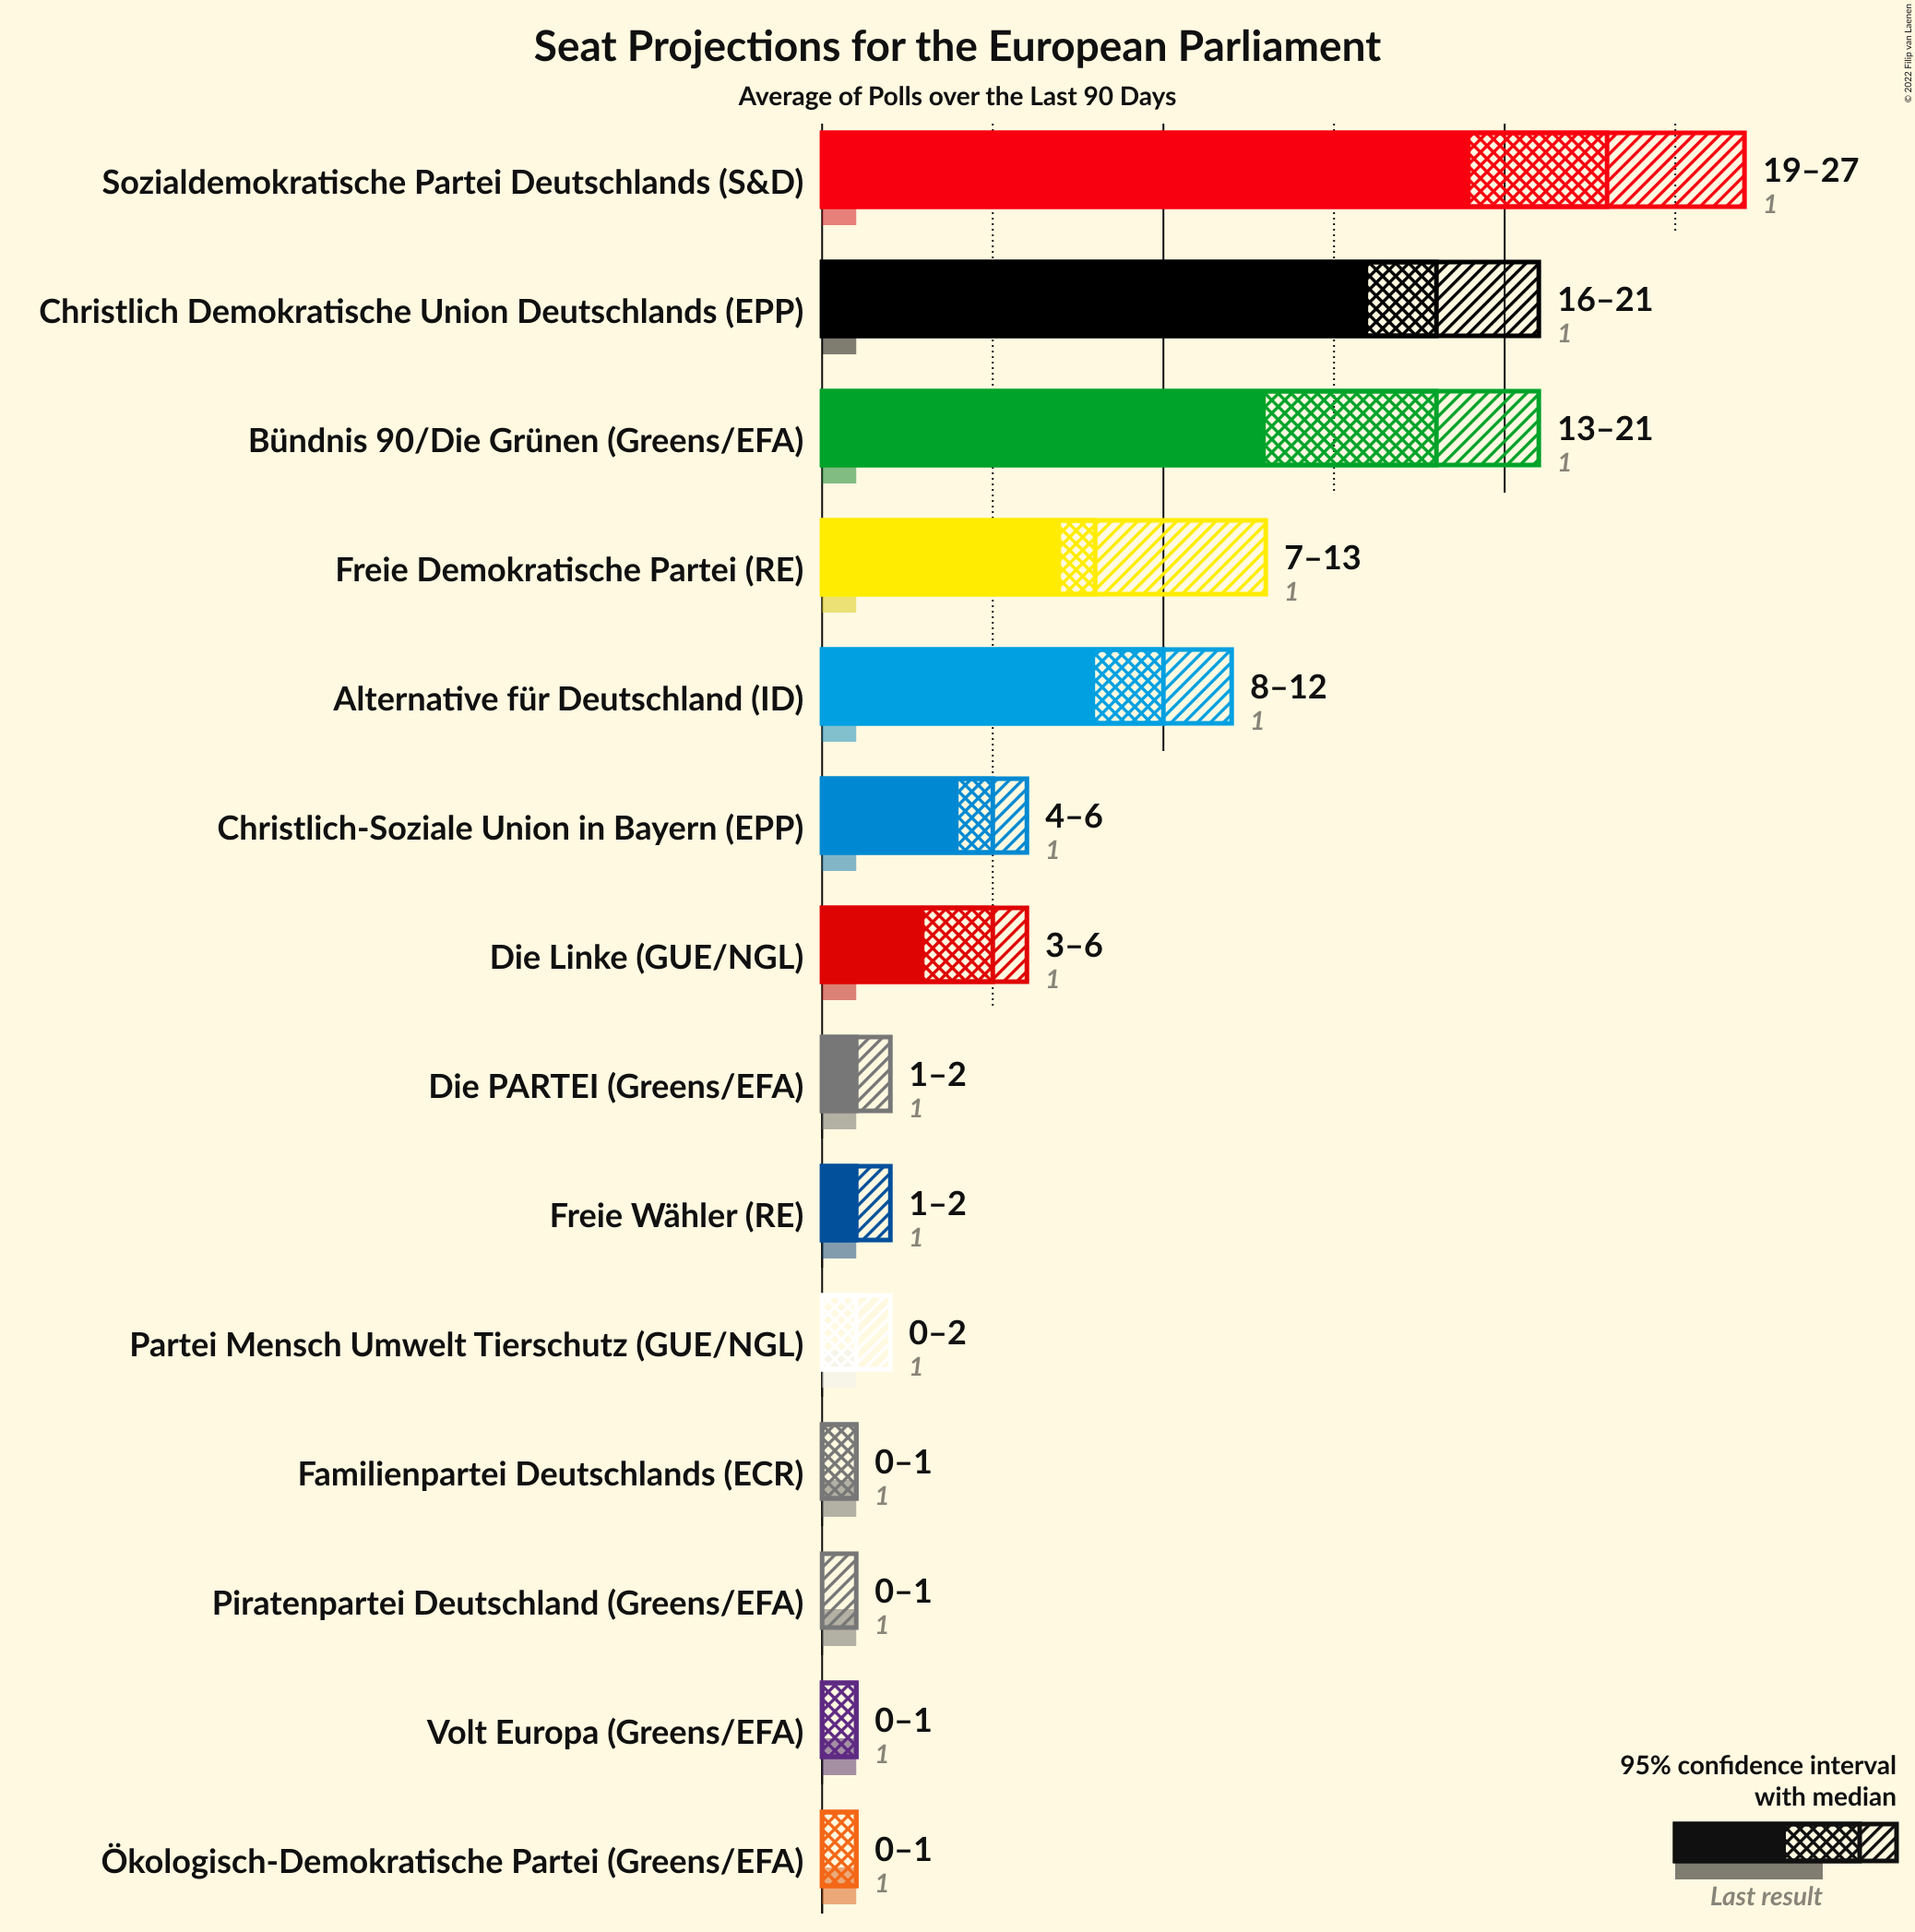 © 2022 Filip van Laenen
Seat Projections for the European Parliament
Average of Polls over the Last 90 Days
Sozialdemokratische Partei Deutschlands (S&D)
19–27
1
Christlich Demokratische Union Deutschlands (EPP)
16–21
1
Bündnis 90/Die Grünen (Greens/EFA)
13–21
1
Freie Demokratische Partei (RE)
7–13
1
Alternative für Deutschland (ID)
8–12
1
Christlich-Soziale Union in Bayern (EPP)
4–6
1
Die Linke (GUE/NGL)
3–6
1
Die PARTEI (Greens/EFA)
1–2
1
Freie Wähler (RE)
1–2
1
Partei Mensch Umwelt Tierschutz (GUE/NGL)
0–2
1
Familienpartei Deutschlands (ECR)
0–1
1
Piratenpartei Deutschland (Greens/EFA)
0–1
1
Volt Europa (Greens/EFA)
0–1
1
Ökologisch-Demokratische Partei (Greens/EFA)
0–1
1
95% confidence interval
with median
Last result